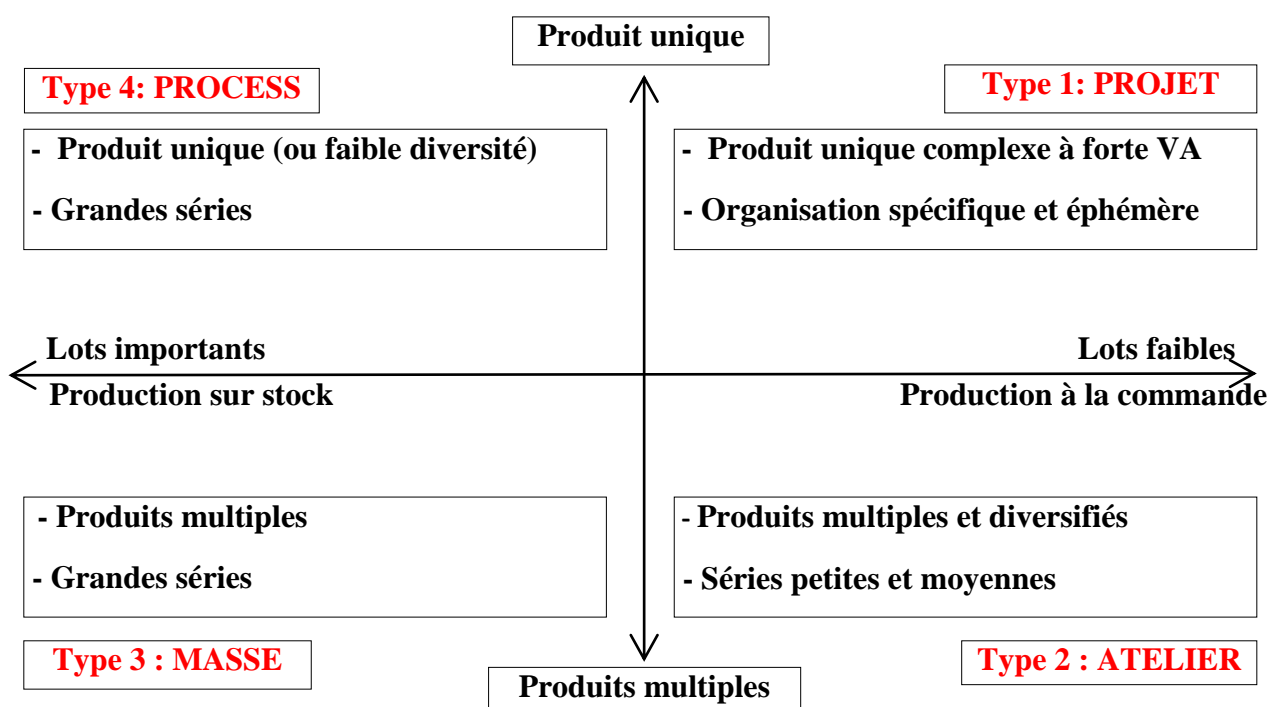 Produit unique
Type 4: PROCESS
Type 1: PROJET
- Produit unique (ou faible diversité)
- Grandes séries
- Produit unique complexe à forte VA
- Organisation spécifique et éphémère
Lots importants
Production sur stock
Lots faibles
Production à la commande
- Produits multiples
- Grandes séries
- Produits multiples et diversifiés
- Séries petites et moyennes
Type 3 : MASSE
Type 2 : ATELIER
Produits multiples